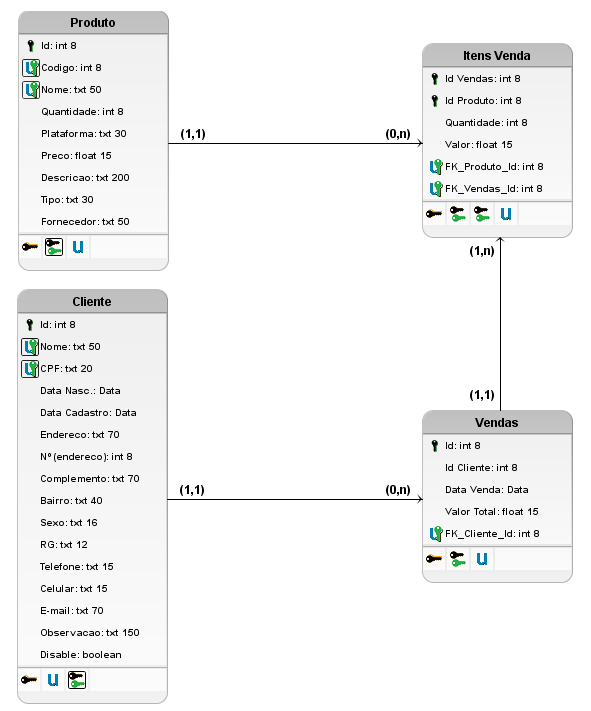 Produto
Id: int 8
Codigo: int 8
Nome: txt 50
Quantidade: int 8
Plataforma: txt 30
Preco: float 15
Descricao: txt 200
Tipo: txt 30
Fornecedor: txt 50
(1,1)
(0,n)
Itens Venda
Id Vendas: int 8
Id Produto: int 8
Quantidade: int 8
Valor: float 15
FK_Produto_Id: int 8
FK_Vendas_Id: int 8
(1,n)
(1,1)
Cliente
Id: int 8
Nome: txt 50
CPF: txt 20
Data Nasc.: Data
Data Cadastro: Data
Endereco: txt 70
Nº(endereco): int 8
Complemento: txt 70
Bairro: txt 40
Sexo: txt 16
RG: txt 12
Telefone: txt 15
Celular: txt 15
E-mail: txt 70
Observacao: txt 150
Disable: boolean
(1,1)
(0,n)
Vendas
Id: int 8
Id Cliente: int 8
Data Venda: Data
Valor Total: float 15
FK_Cliente_Id: int 8